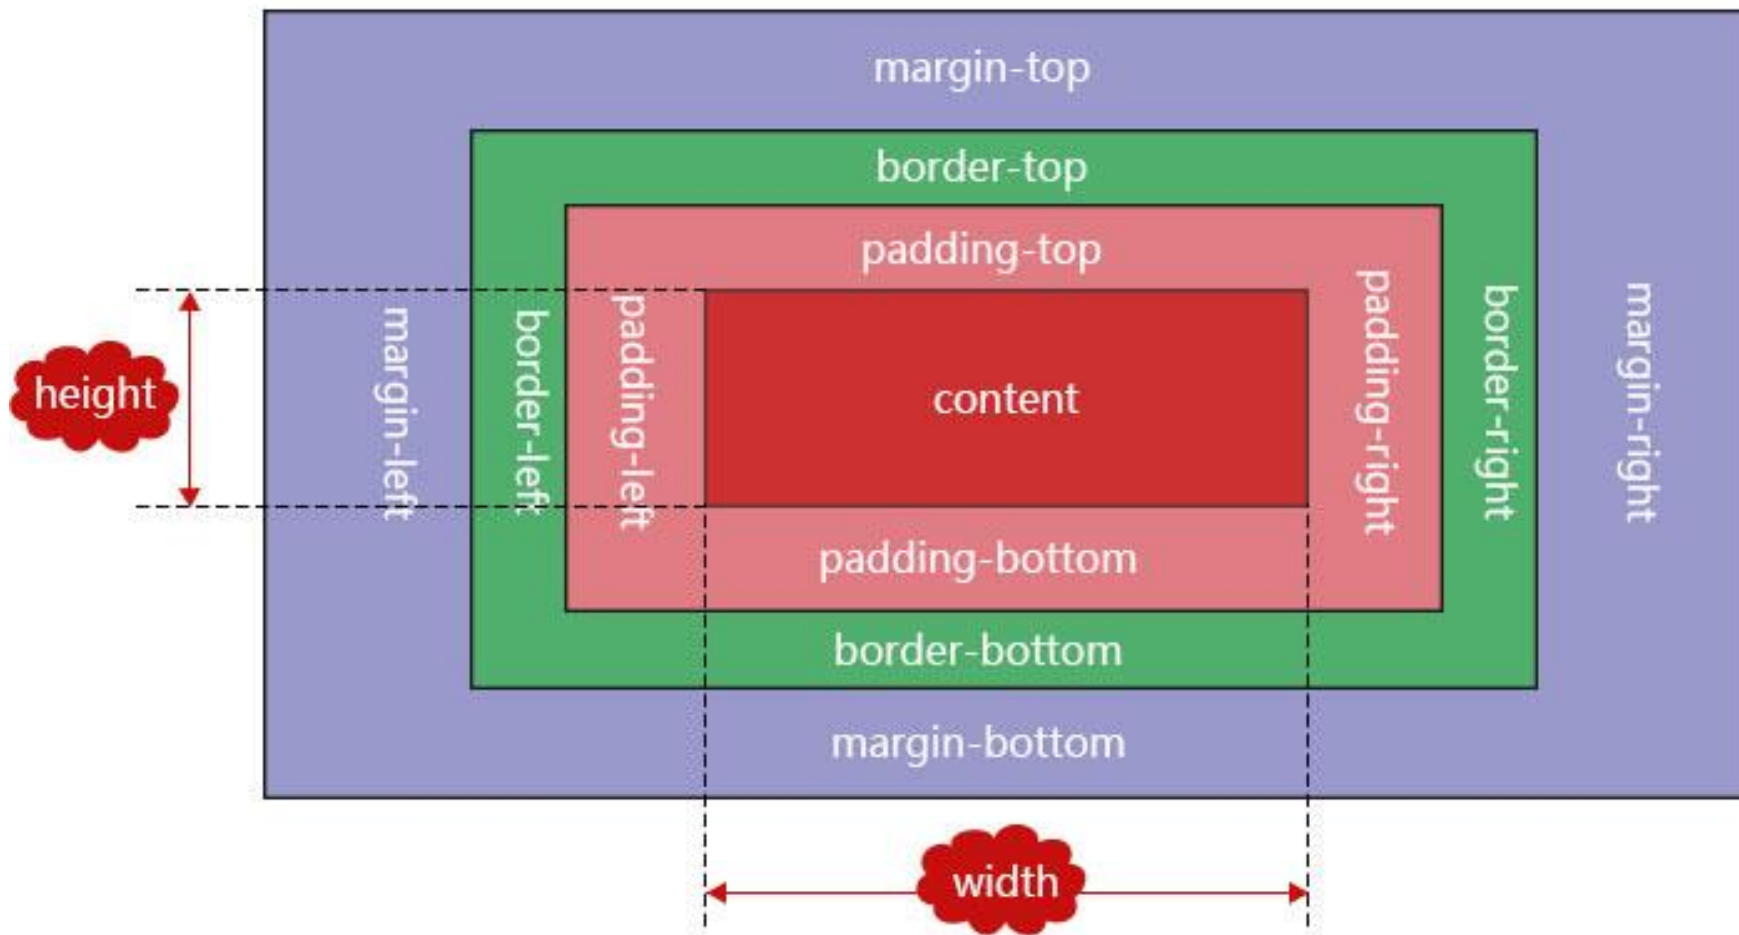 margin-top
border-top
padding-top
height
margin-left
border-left
padding-left
content
padding-right
border-right
margin-right
padding-bottom
border-bottom
margin-bottom
width